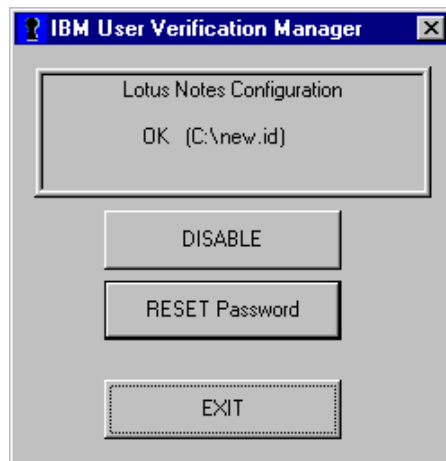 IBM User Verification Manager
Lotus Notes Configuration
OK (C:\new.id)
DISABLE
RESET Password
EXIT